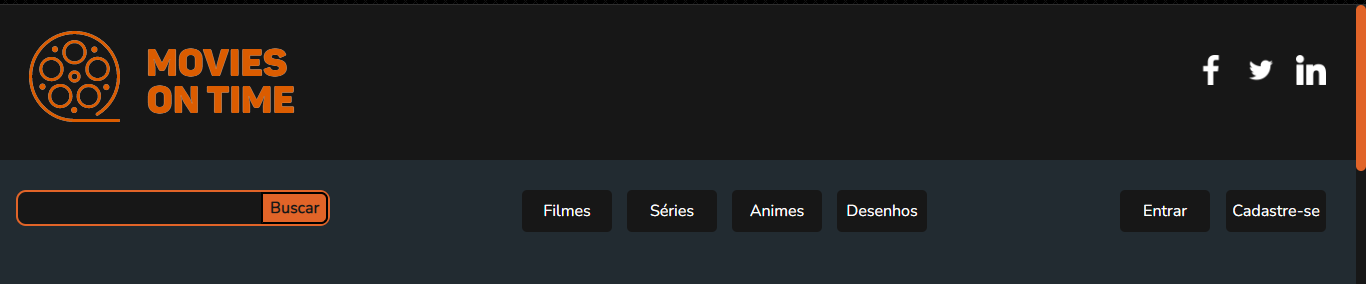 MOVIES
ON TIME
Buscar
Filmes
Séries
Animes
Desenhos
Entrar
Cadastre-se